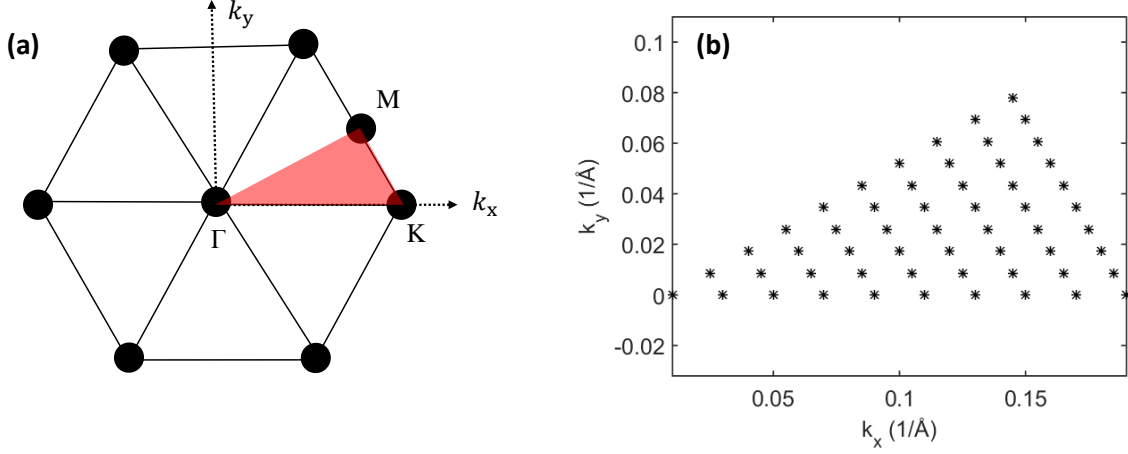 (a)
k_y
M
k_x
Γ
K
(b)
0.1
0.08
0.06
0.04
0.02
0
-0.02
k_y (1/Å)
0.05
0.1
0.15
k_x (1/Å)